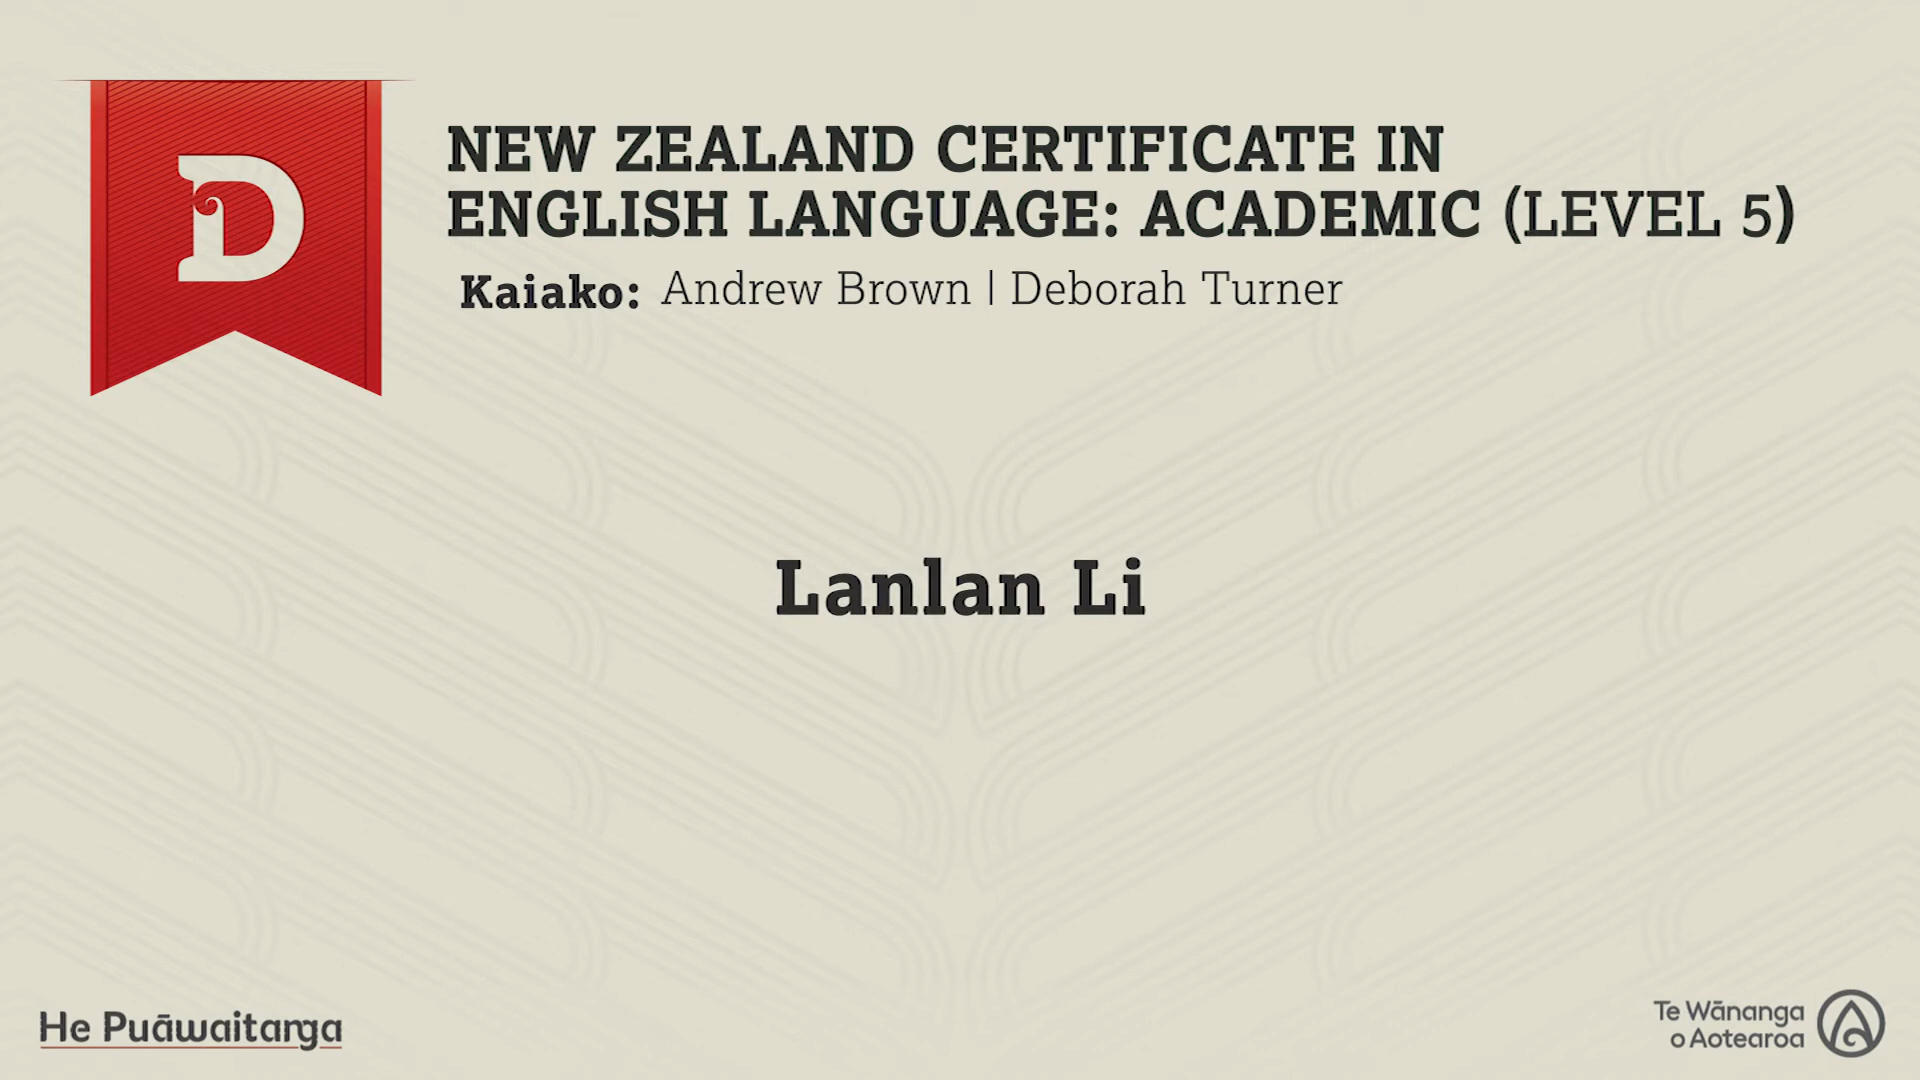 D
NEW ZEALAND CERTIFICATE IN
ENGLISH LANGUAGE: ACADEMIC (LEVEL 5)
Kaiako: Andrew Brown | Deborah Turner
Lanlan Li
He Puāwaitanga
Te Wānanga
o Aotearoa